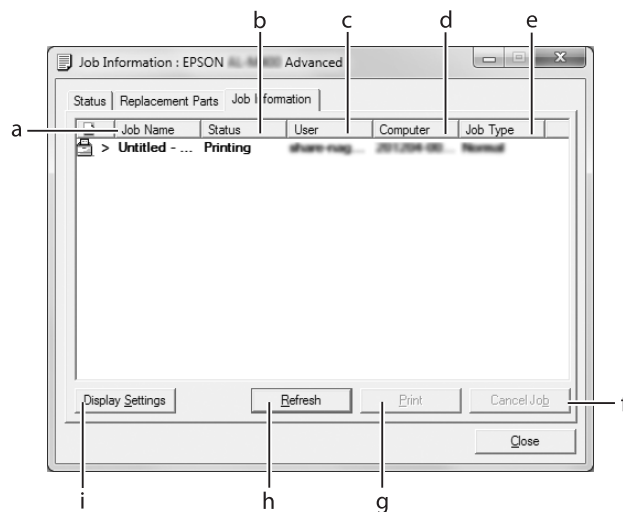 b c d e
Job Information : EPSON Advanced
Status Replacement Parts Job Information
a Job Name Status User Computer Job Type
> Untitled - ... Printing
Display Settings Refresh Print Cancel Job
f
Close
i h g